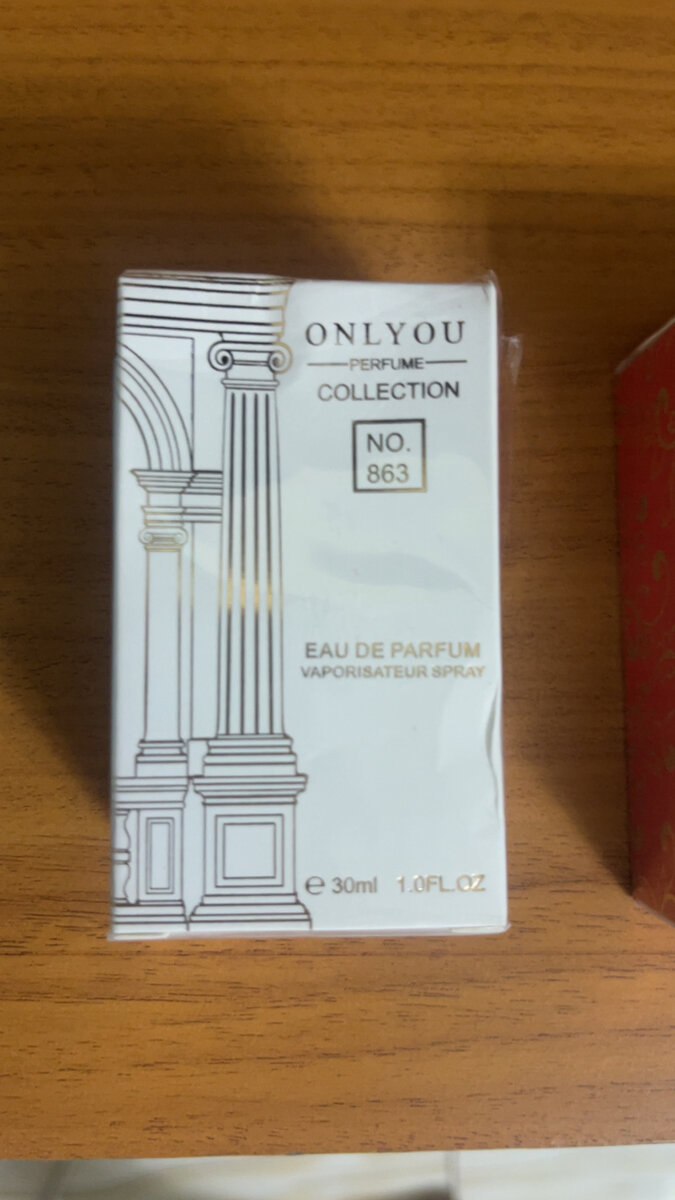 ONLYOU
PERFUME
COLLECTION
NO.
863
EAU DE PARFUM
VAPORISATEUR SPRAY
e 30ml 1.0FL.OZ